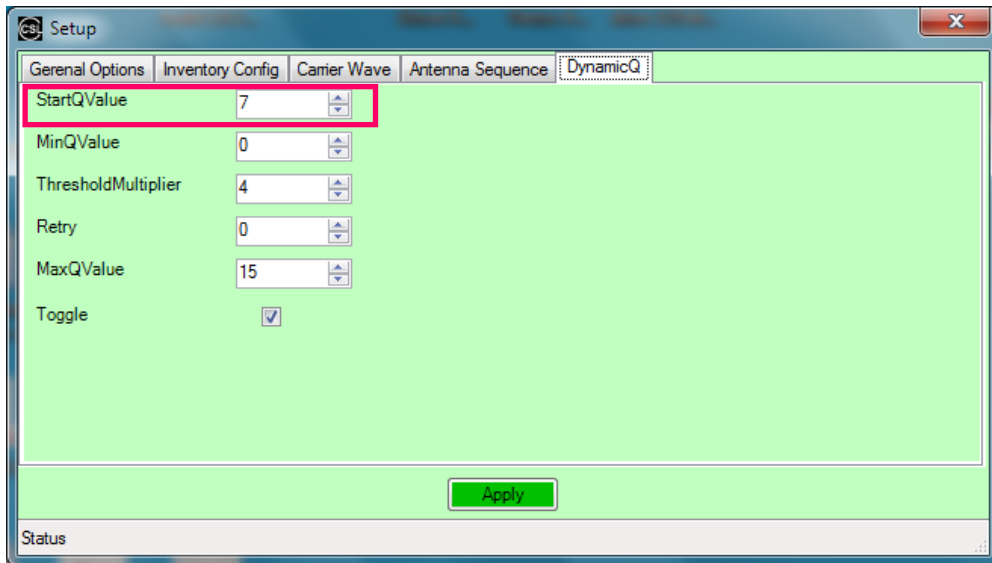 CSL Setup X
Gerenal Options Inventory Config Carrier Wave Antenna Sequence DynamicQ
StartQValue 7
MinQValue 0
ThresholdMultiplier 4
Retry 0
MaxQValue 15
Toggle
Apply
Status